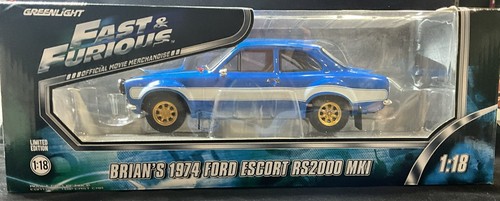 GREENLIGHT
FAST &
FURIOUS
OFFICIAL MOVIE MERCHANDISE
LIMITED
EDITION
1:18
BRIAN'S 1974 FORD ESCORT RS2000 MKI
1:18